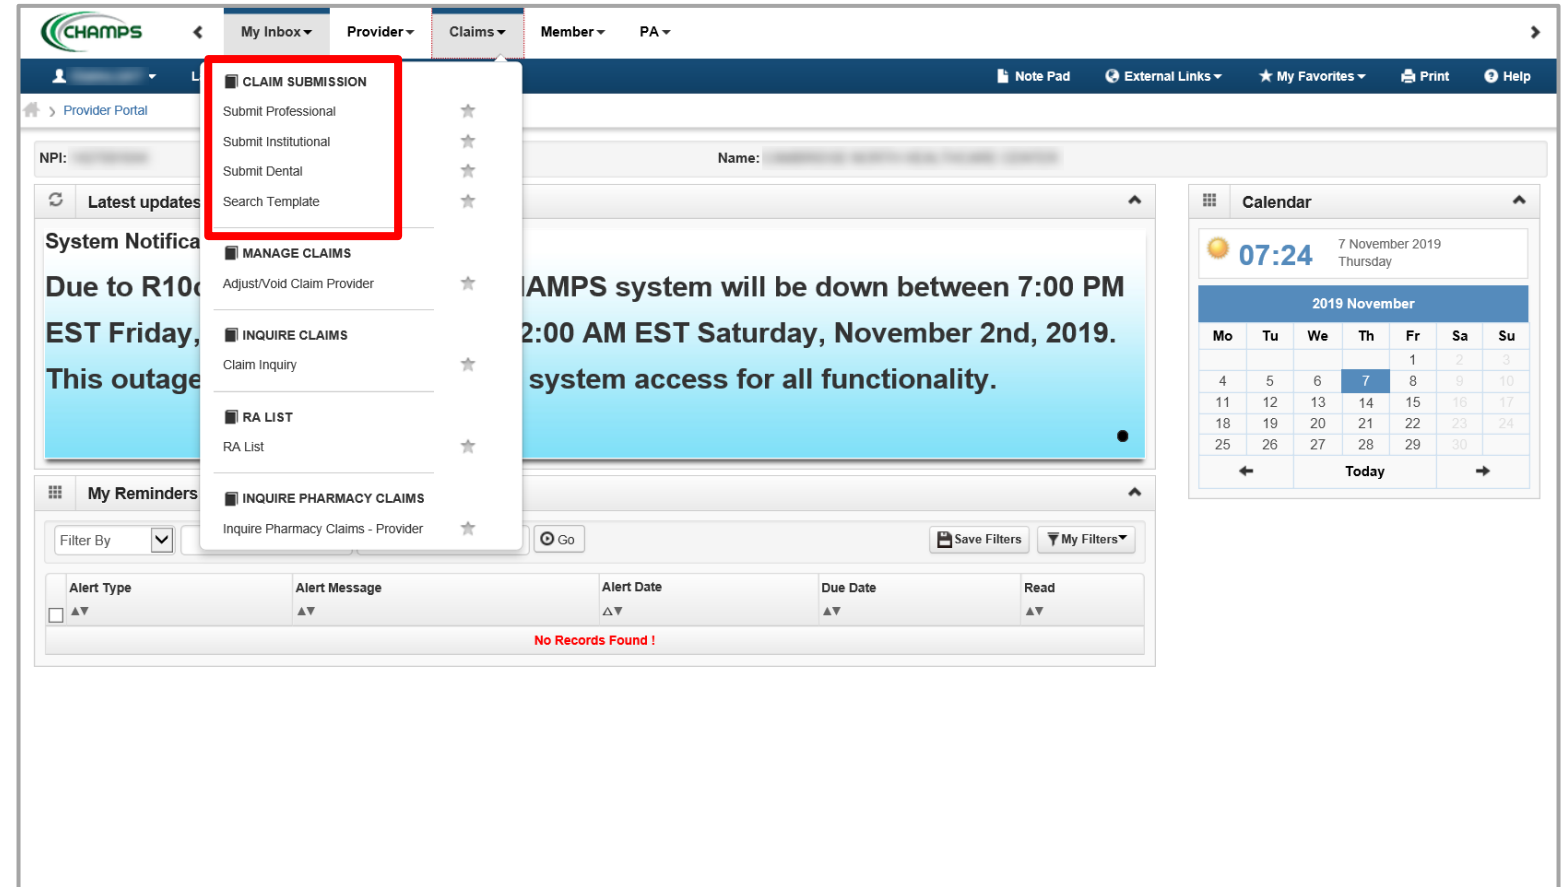 CHAMPS
My Inbox
Provider
Claims
Member
PA
Note Pad
External Links
My Favorites
Print
Help
Provider Portal
CLAIM SUBMISSION
Submit Professional
Submit Institutional
Submit Dental
Search Template
MANAGE CLAIMS
Adjust/Void Claim Provider
INQUIRE CLAIMS
Claim Inquiry
RA LIST
RA List
INQUIRE PHARMACY CLAIMS
Inquire Pharmacy Claims - Provider
NPI:
Name:
Latest updates
System Notifica
Due to R10 AMPS system will be down between 7:00 PM
EST Friday, 2:00 AM EST Saturday, November 2nd, 2019.
This outage system access for all functionality.
Calendar
07:24
7 November 2019
Thursday
2019 November
Mo Tu We Th Fr Sa Su
1 2 3
4 5 6 7 8 9 10
11 12 13 14 15 16 17
18 19 20 21 22 23 24
25 26 27 28 29 30
Today
My Reminders
Filter By
Go
Save Filters
My Filters
Alert Type Alert Message Alert Date Due Date Read
No Records Found !